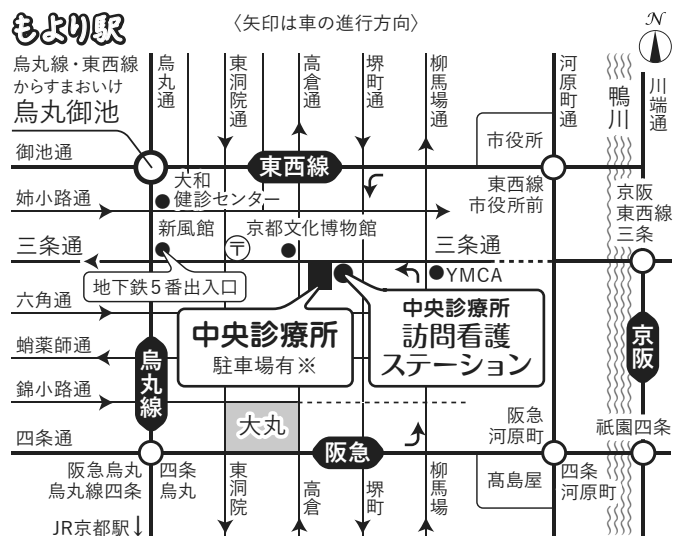 もより駅
〈矢印は車の進行方向〉
N
烏丸線・東西線
からすまおいけ
烏丸御池
烏丸通
東洞院通
高倉通
堺町通
柳馬場通
河原町通
鴨川
川端通
御池通
東西線
市役所
大和
健診センター
東西線
市役所前
姉小路通
京阪
東西線
三条
新風館
〒
京都文化博物館
三条通
三条通
YMCA
地下鉄5番出入口
六角通
中央診療所
駐車場有※
中央診療所
訪問看護
ステーション
蛸薬師通
烏丸線
京阪
錦小路通
大丸
阪急
河原町
祇園四条
四条通
阪急
阪急烏丸
烏丸線四条
四条
烏丸
東洞院
高倉
堺町
柳馬場
髙島屋
四条
河原町
JR京都駅↓